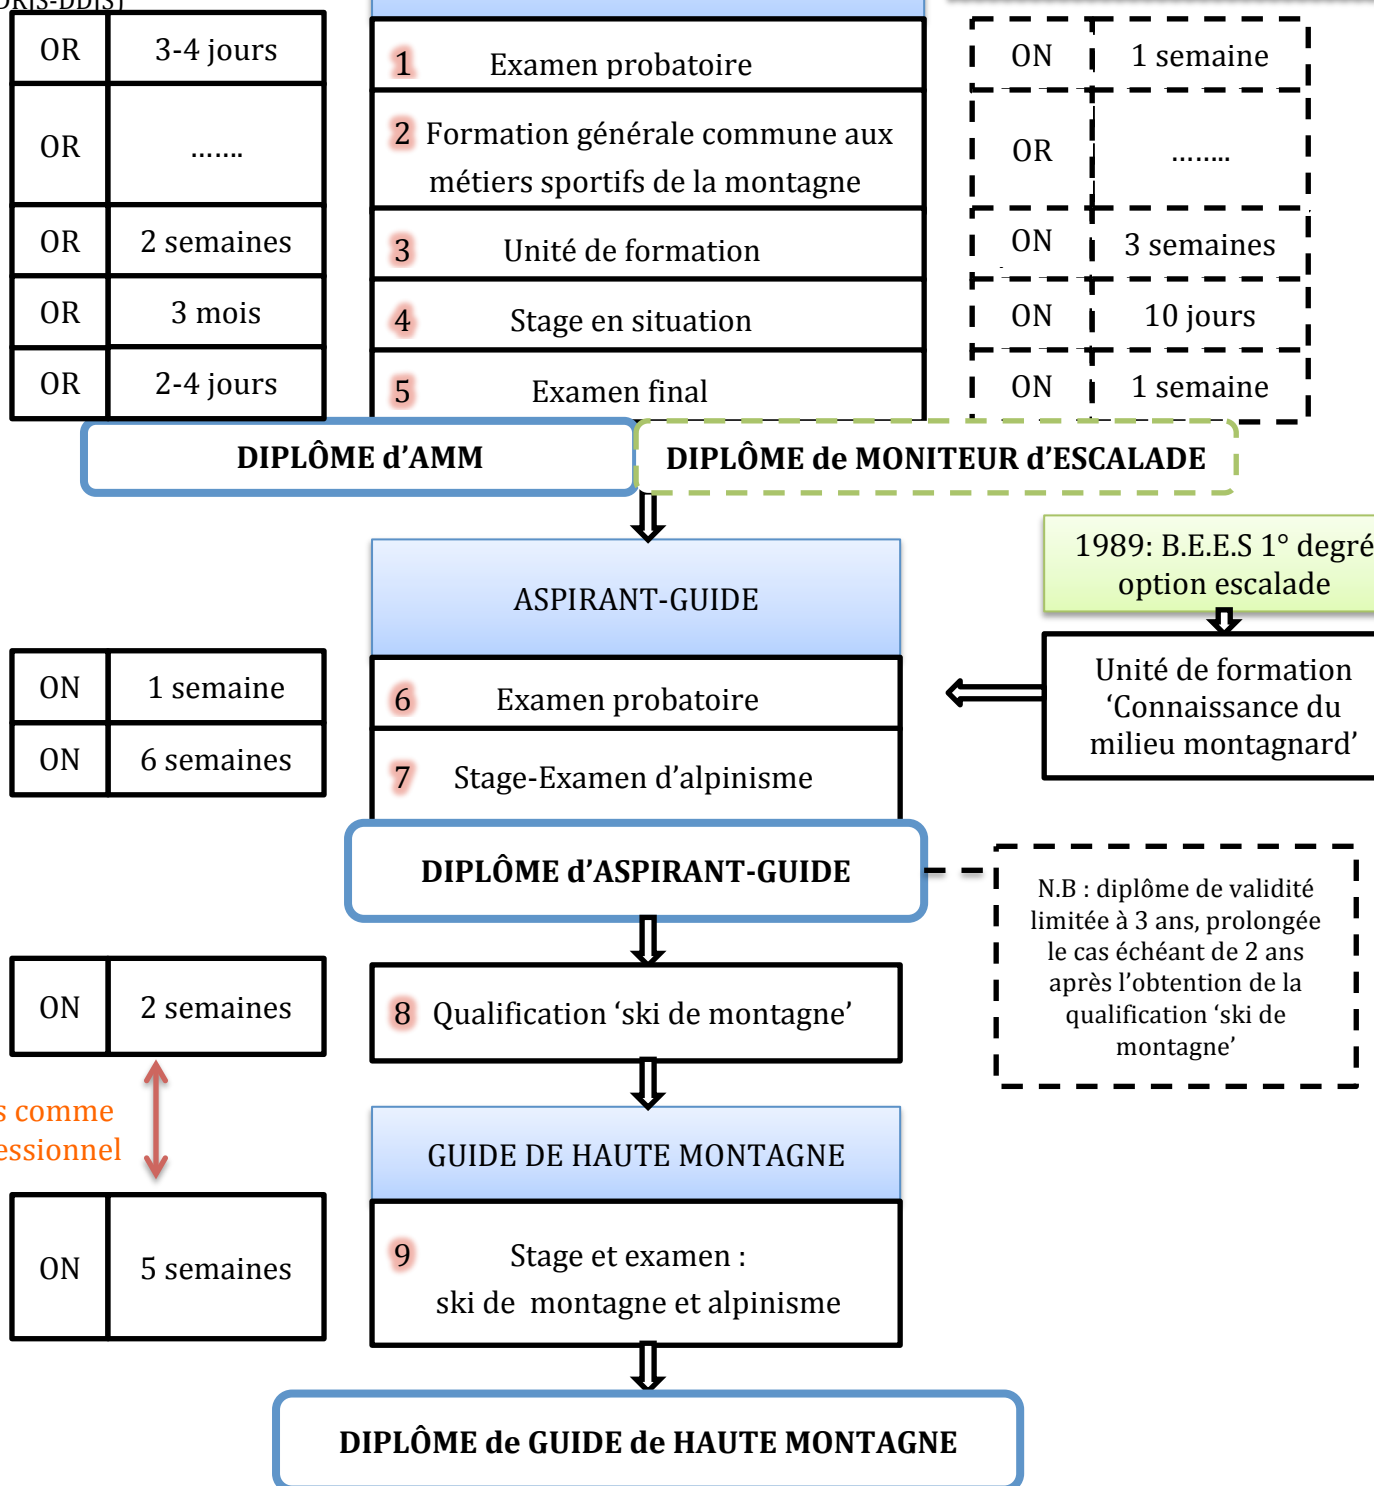 DRJS-DDJS)
OR 3-4 jours
1 Examen probatoire
ON 1 semaine
OR …….
2 Formation générale commune aux
métiers sportifs de la montagne
OR ……..
OR 2 semaines
3 Unité de formation
ON 3 semaines
OR 3 mois
4 Stage en situation
ON 10 jours
OR 2-4 jours
5 Examen final
ON 1 semaine
DIPLÔME d’AMM
DIPLÔME de MONITEUR d’ESCALADE
1989: B.E.E.S 1° degré
option escalade
ASPIRANT-GUIDE
Unité de formation
‘Connaissance du
milieu montagnard’
ON 1 semaine
6 Examen probatoire
ON 6 semaines
7 Stage-Examen d’alpinisme
DIPLÔME d’ASPIRANT-GUIDE
N.B : diplôme de validité
limitée à 3 ans, prolongée
le cas échéant de 2 ans
après l’obtention de la
qualification ‘ski de
montagne’
ON 2 semaines
8 Qualification ‘ski de montagne’
s comme
essionnel
GUIDE DE HAUTE MONTAGNE
ON 5 semaines
9 Stage et examen :
ski de montagne et alpinisme
DIPLÔME de GUIDE de HAUTE MONTAGNE